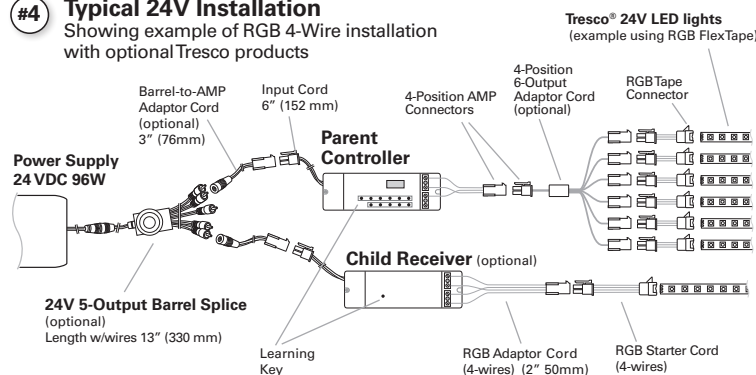 #4
Typical 24V Installation
Showing example of RGB 4-Wire installation
with optional Tresco products
Tresco® 24V LED lights
(example using RGB FlexTape)
Barrel-to-AMP
Adaptor Cord
(optional)
3" (76mm)
Input Cord
6" (152 mm)
4-Position AMP
Connectors
4-Position
6-Output
Adaptor Cord
(optional)
RGB Tape
Connector
Parent
Controller
Power Supply
24 VDC 96W
Child Receiver (optional)
24V 5-Output Barrel Splice
(optional)
Length w/wires 13" (330 mm)
Learning
Key
RGB Adaptor Cord
(4-wires) (2" 50mm)
RGB Starter Cord
(4-wires)